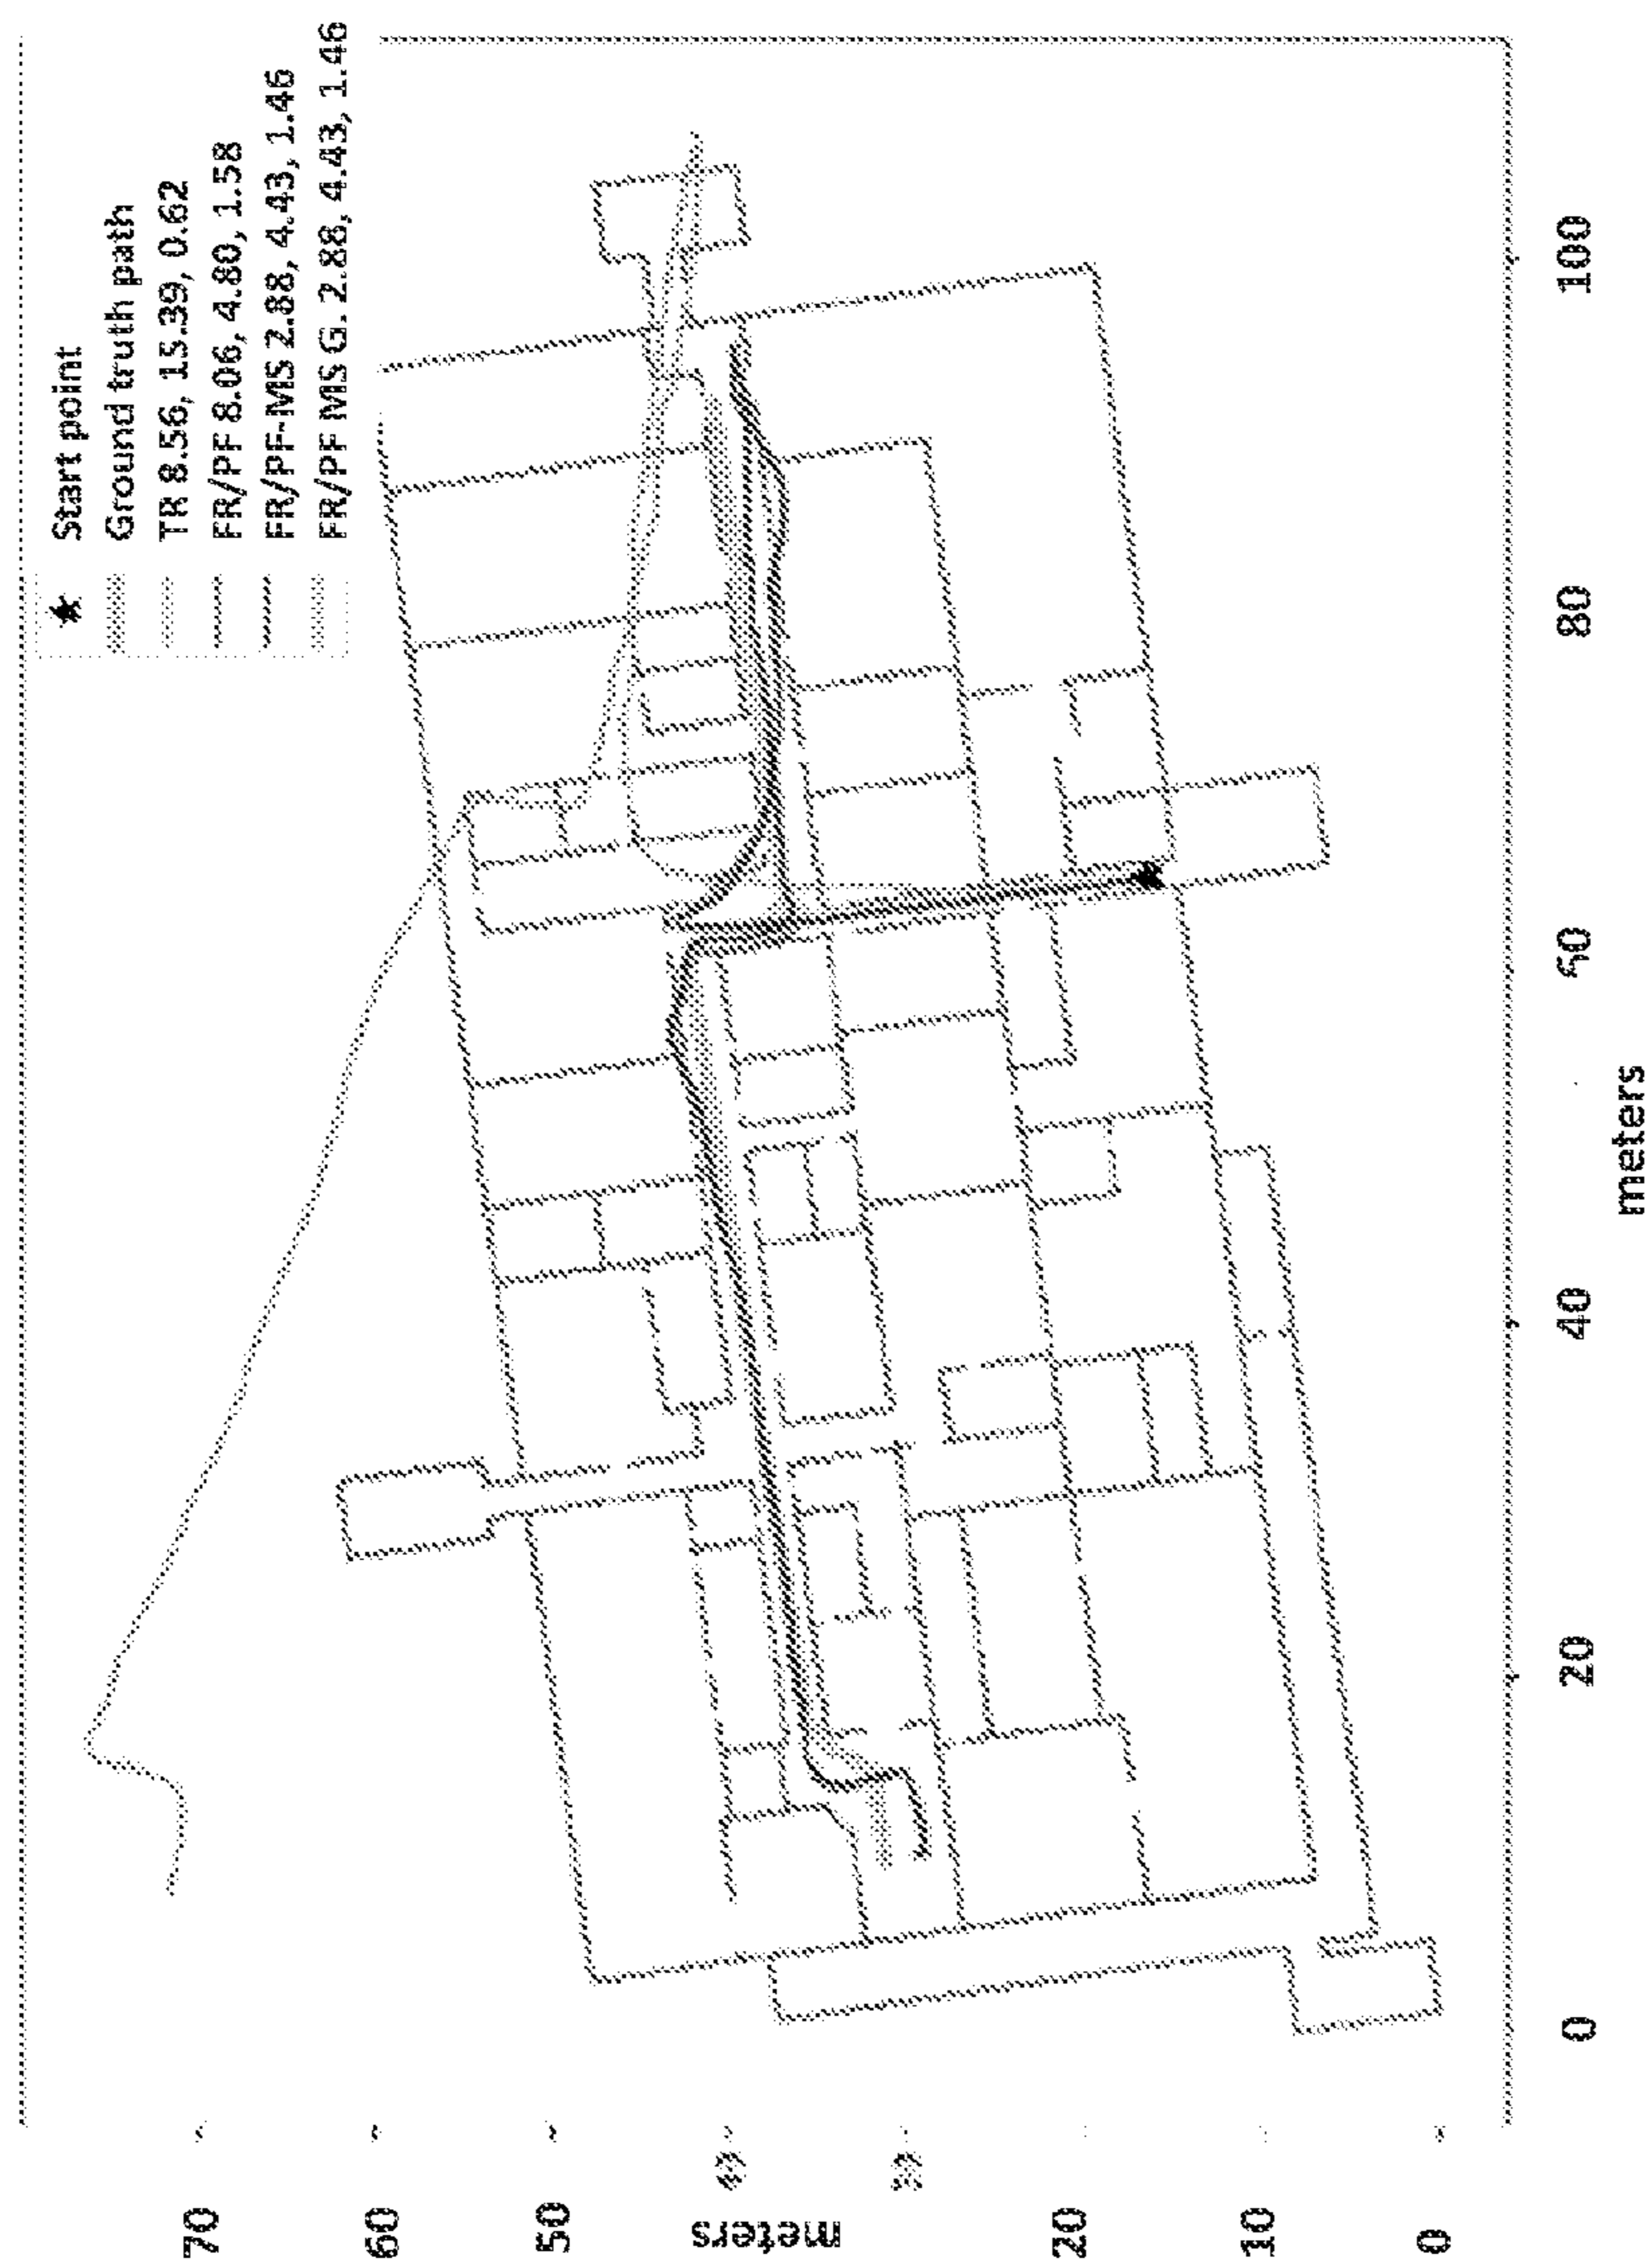 Start point
Ground truth path
TR 8.56, 15.39, 0.62
FR/PF 8.06, 4.80, 1.58
FR/PF-MS 2.88, 4.43, 1.46
FR/PF MS G. 2.88, 4.43, 1.46
70
60
50
40
30
20
10
0
meters
0
20
40
60
80
100
meters